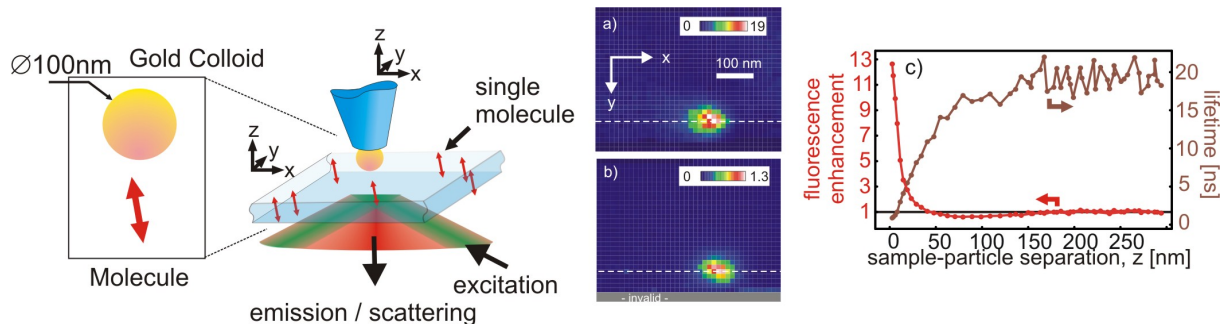 Ø100nm
Gold Colloid
Molecule
z
y
x
z
y
x
single
molecule
excitation
emission / scattering
a)
0 19
x
y
100 nm
b)
0 1.3
- invalid -
c)
fluorescence
enhancement
13
11
9
7
5
3
1
0 50 100 150 200 250
sample-particle separation, z [nm]
20
15
10
5
0
lifetime [ns]